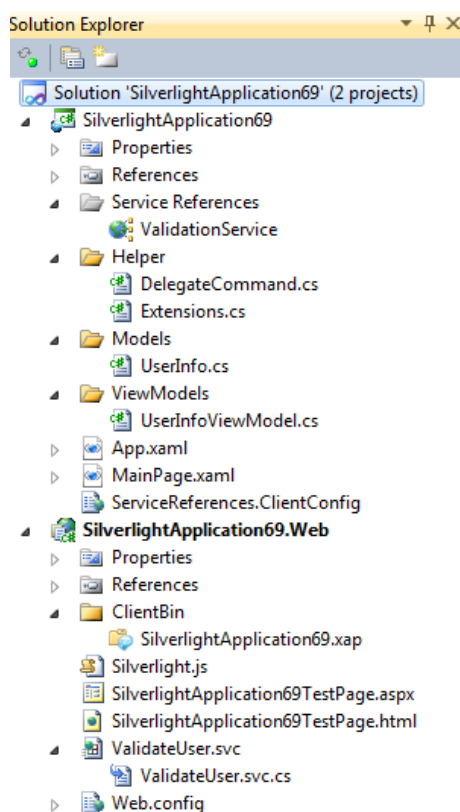 Solution Explorer
Solution 'SilverlightApplication69' (2 projects)
SilverlightApplication69
Properties
References
Service References
ValidationService
Helper
DelegateCommand.cs
Extensions.cs
Models
UserInfo.cs
ViewModels
UserInfoViewModel.cs
App.xaml
MainPage.xaml
ServiceReferences.ClientConfig
SilverlightApplication69.Web
Properties
References
ClientBin
SilverlightApplication69.xap
Silverlight.js
SilverlightApplication69TestPage.aspx
SilverlightApplication69TestPage.html
ValidateUser.svc
ValidateUser.svc.cs
Web.config